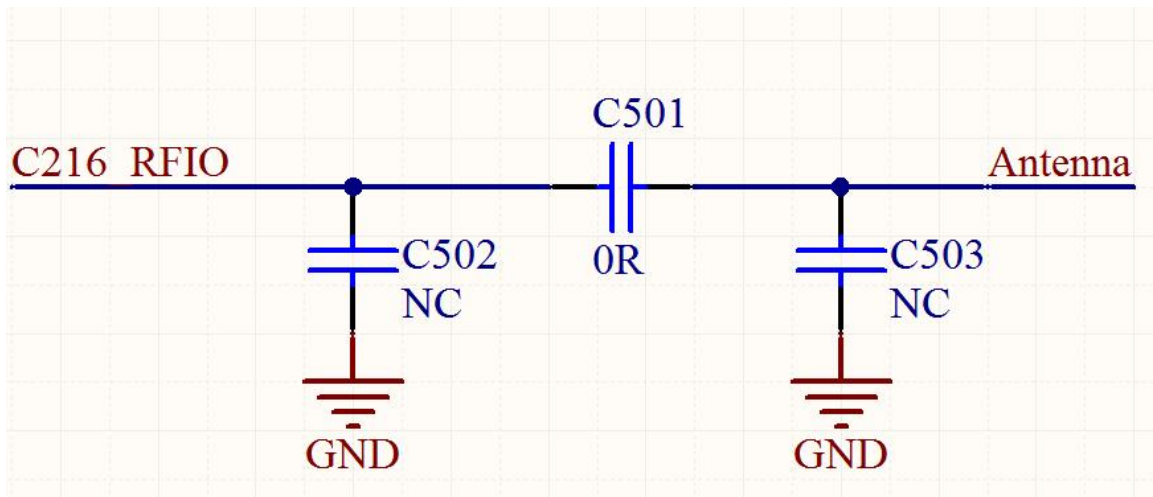 C501
C216_RFIO
Antenna
C502
0R
C503
NC
NC
GND
GND